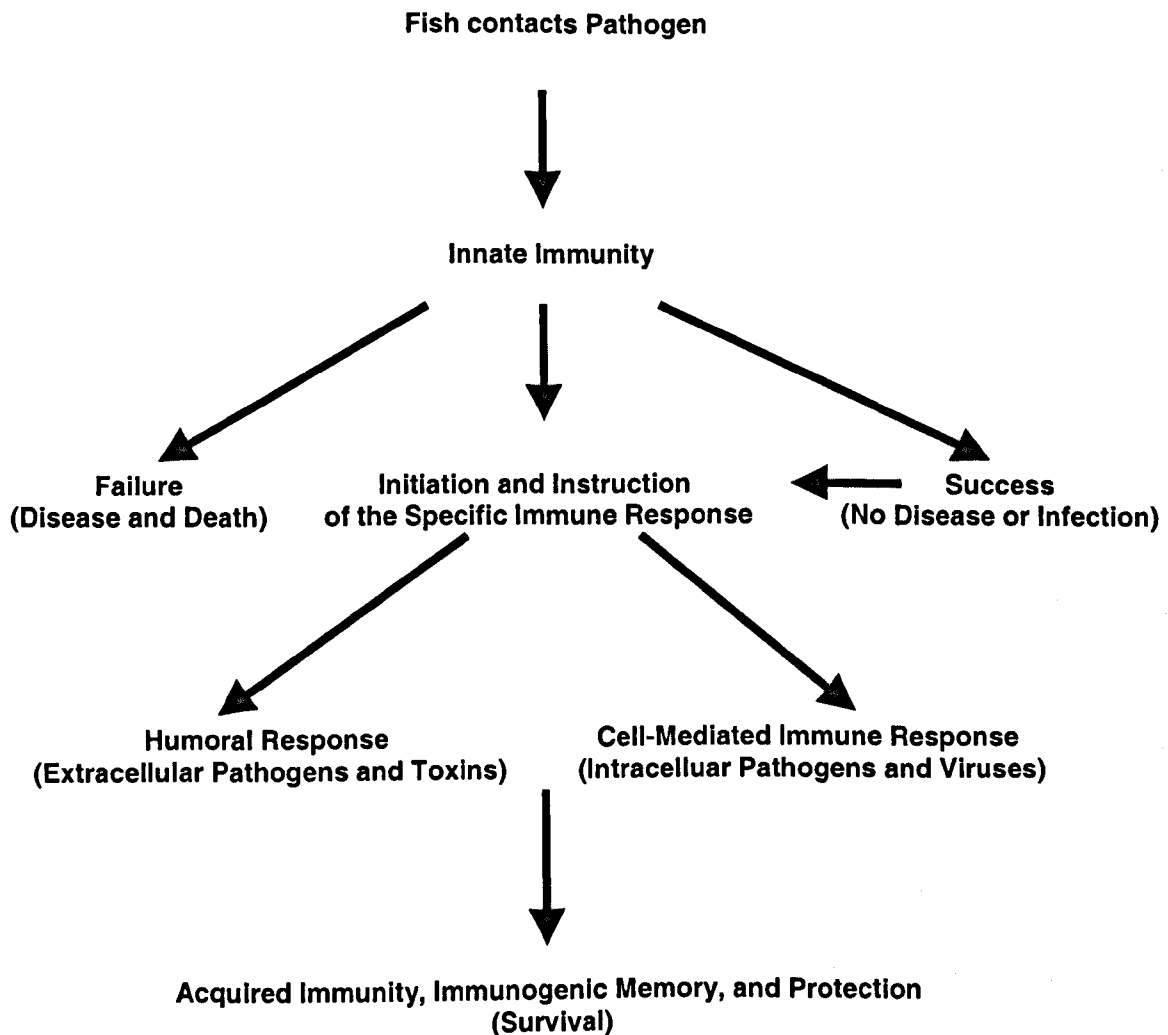 Fish contacts Pathogen
Innate Immunity
Failure
(Disease and Death)
Initiation and Instruction
of the Specific Immune Response
Success
(No Disease or Infection)
Humoral Response
(Extracellular Pathogens and Toxins)
Cell-Mediated Immune Response
(Intracelluar Pathogens and Viruses)
Acquired Immunity, Immunogenic Memory, and Protection
(Survival)